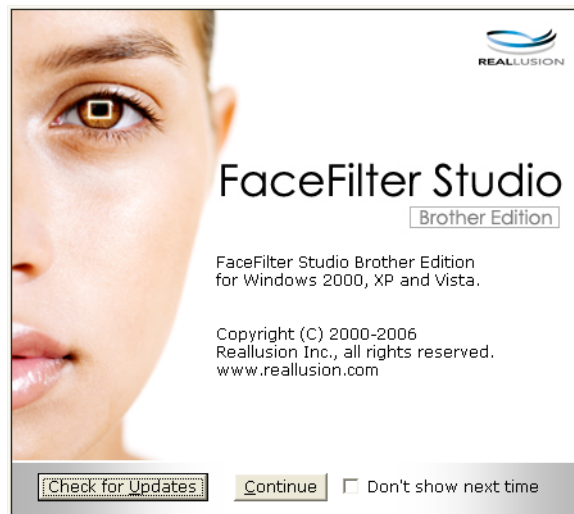 REALLUSION
FaceFilter Studio
Brother Edition
FaceFilter Studio Brother Edition
for Windows 2000, XP and Vista.
Copyright (C) 2000-2006
Reallusion Inc., all rights reserved.
www.reallusion.com
Check for Updates
Continue
Don't show next time